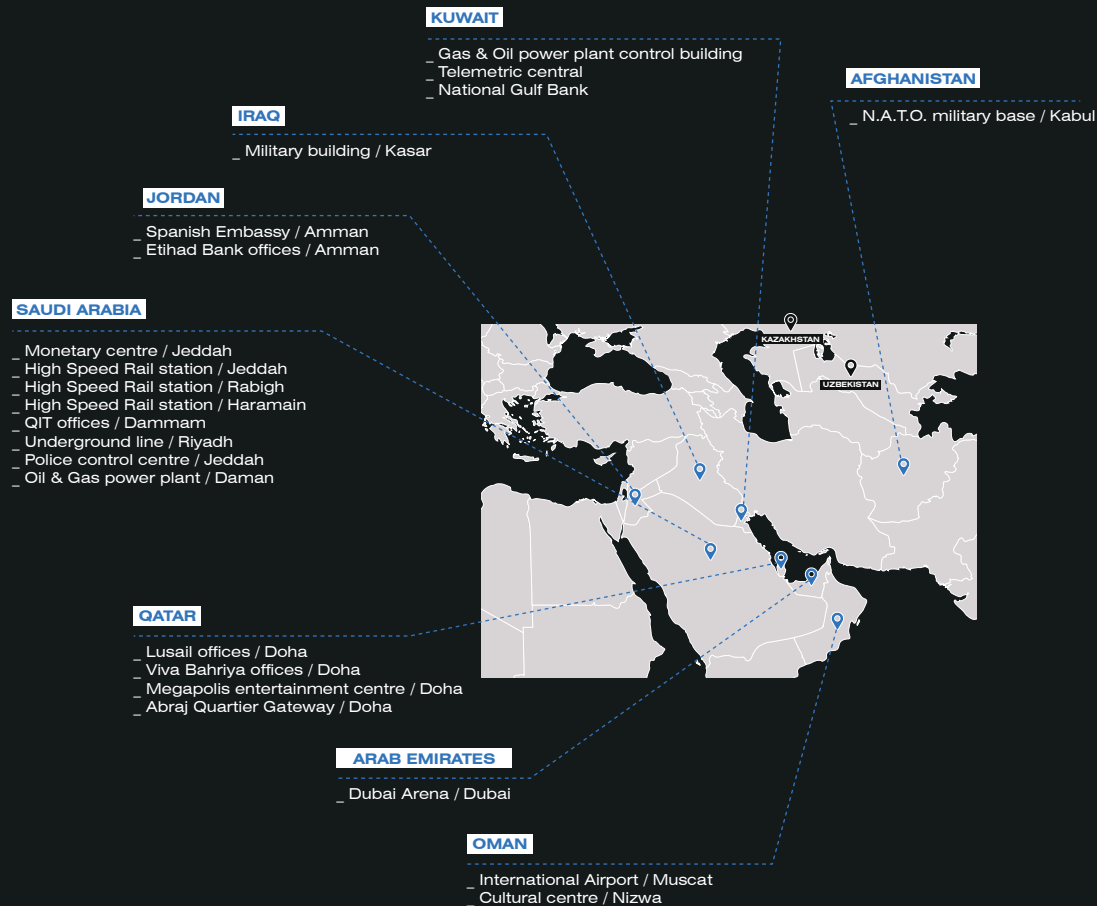 KUWAIT
_ Gas & Oil power plant control building
_ Telemetric central
_ National Gulf Bank
AFGHANISTAN
_ N.A.T.O. military base / Kabul
IRAQ
_ Military building / Kasar
JORDAN
_ Spanish Embassy / Amman
_ Etihad Bank offices / Amman
SAUDI ARABIA
_ Monetary centre / Jeddah
_ High Speed Rail station / Jeddah
_ High Speed Rail station / Rabigh
_ High Speed Rail station / Haramain
_ QIT offices / Dammam
_ Underground line / Riyadh
_ Police control centre / Jeddah
_ Oil & Gas power plant / Daman
KAZAKHSTAN
UZBEKISTAN
QATAR
_ Lusail offices / Doha
_ Viva Bahriya offices / Doha
_ Megapolis entertainment centre / Doha
_ Abraj Quartier Gateway / Doha
ARAB EMIRATES
_ Dubai Arena / Dubai
OMAN
_ International Airport / Muscat
_ Cultural centre / Nizwa